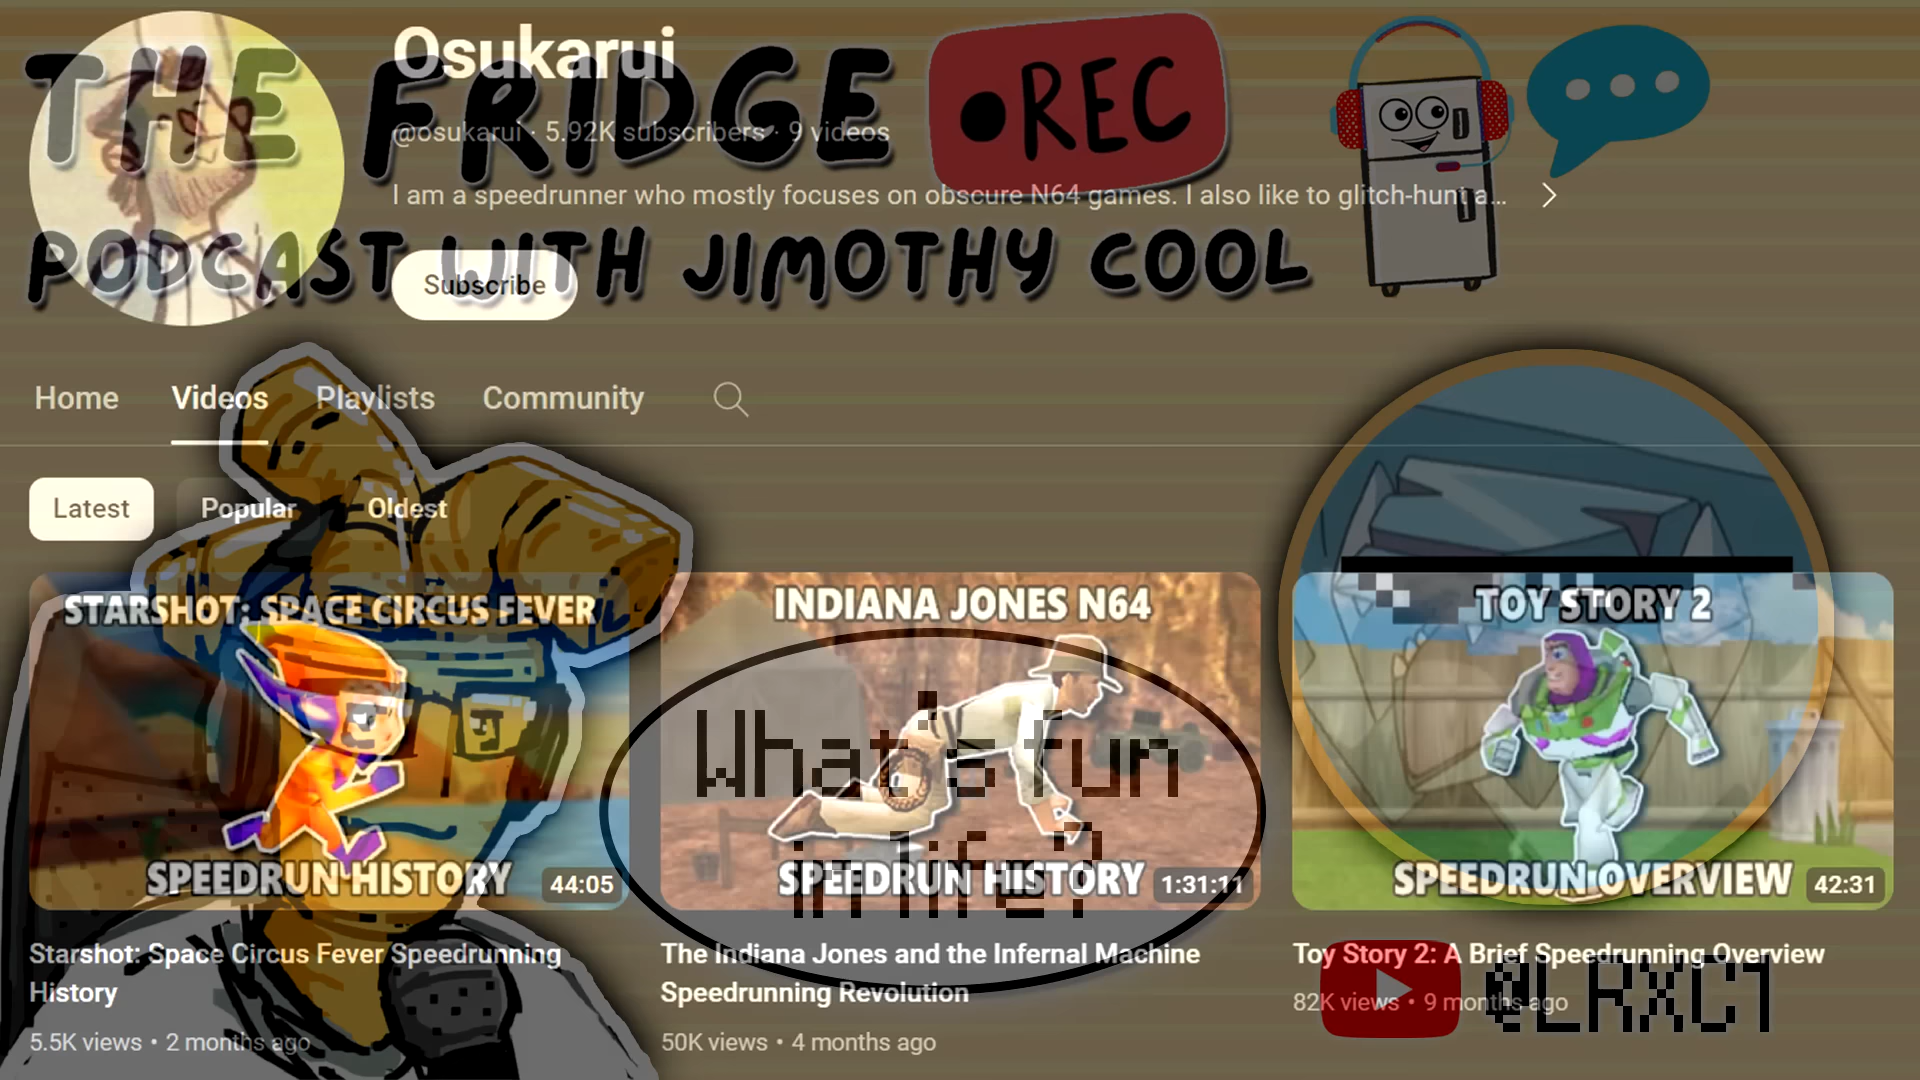 THE FRIDGE ●REC
PODCAST WITH JIMOTHY COOL
Osukarui
@osukarui · 5.92K subscribers · 9 videos
I am a speedrunner who mostly focuses on obscure N64 games. I also like to glitch-hunt a...
Subscribe
Home Videos Playlists Community
Latest Popular Oldest
STARSHOT: SPACE CIRCUS FEVER
SPEEDRUN HISTORY
44:05
INDIANA JONES N64
SPEEDRUN HISTORY
1:31:11
TOY STORY 2
SPEEDRUN OVERVIEW
42:31
What's fun
in life?
Starshot: Space Circus Fever Speedrunning
History
5.5K views • 2 months ago
The Indiana Jones and the Infernal Machine
Speedrunning Revolution
50K views • 4 months ago
Toy Story 2: A Brief Speedrunning Overview
82K views • 9 months ago
@LRXC1